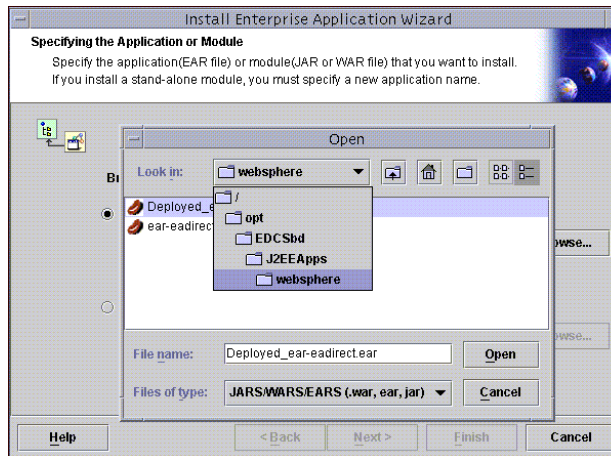 Install Enterprise Application Wizard
Specifying the Application or Module
Specify the application(EAR file) or module(JAR or WAR file) that you want to install.
If you install a stand-alone module, you must specify a new application name.
Open
Look in:
websphere
Br
/
Deployed_e
opt
ear-eadirect
EDCSbd
J2EEApps
websphere
owse...
owse...
File name:
Deployed_ear-eadirect.ear
Open
Files of type:
JARS/WARS/EARS (.war, ear, jar)
Cancel
Help
< Back
Next >
Finish
Cancel